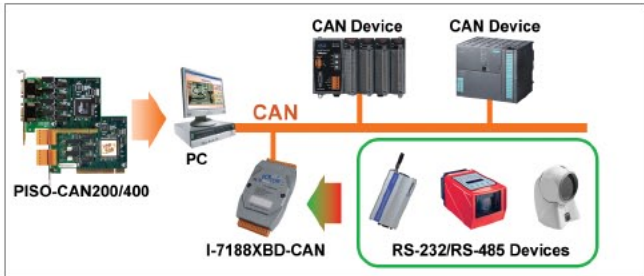 CAN Device
CAN Device
CAN
PC
PISO-CAN200/400
I-7188XBD-CAN
RS-232/RS-485 Devices